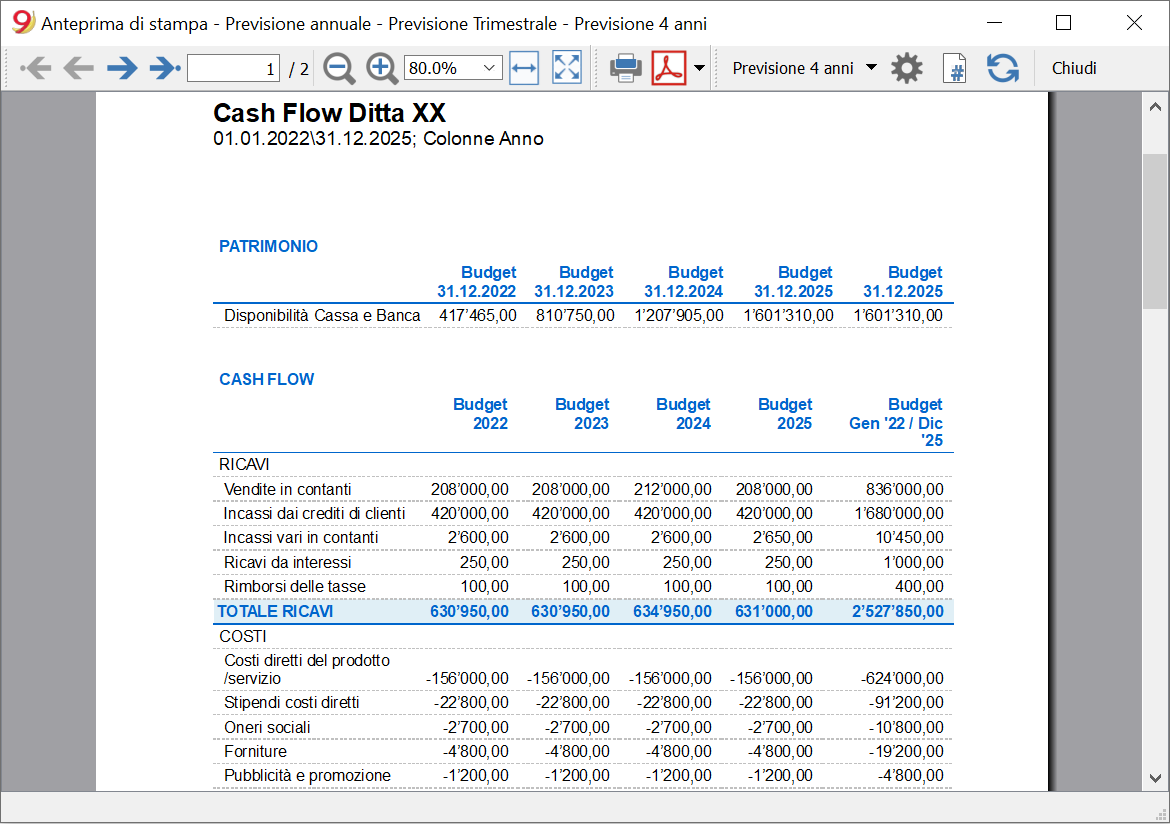 Anteprima di stampa - Previsione annuale - Previsione Trimestrale - Previsione 4 anni
1 / 2 80.0% Previsione 4 anni # Chiudi
Cash Flow Ditta XX
01.01.2022\31.12.2025; Colonne Anno
PATRIMONIO
Budget Budget Budget Budget Budget
31.12.2022 31.12.2023 31.12.2024 31.12.2025 31.12.2025
Disponibilità Cassa e Banca 417’465,00 810’750,00 1’207’905,00 1’601’310,00 1’601’310,00
CASH FLOW
Budget Budget Budget Budget Budget
2022 2023 2024 2025 Gen '22 / Dic
'25
RICAVI
Vendite in contanti 208’000,00 208’000,00 212’000,00 208’000,00 836’000,00
Incassi dai crediti di clienti 420’000,00 420’000,00 420’000,00 420’000,00 1’680’000,00
Incassi vari in contanti 2’600,00 2’600,00 2’600,00 2’650,00 10’450,00
Ricavi da interessi 250,00 250,00 250,00 250,00 1’000,00
Rimborsi delle tasse 100,00 100,00 100,00 100,00 400,00
TOTALE RICAVI 630’950,00 630’950,00 634’950,00 631’000,00 2’527’850,00
COSTI
Costi diretti del prodotto
/servizio -156’000,00 -156’000,00 -156’000,00 -156’000,00 -624’000,00
Stipendi costi diretti -22’800,00 -22’800,00 -22’800,00 -22’800,00 -91’200,00
Oneri sociali -2’700,00 -2’700,00 -2’700,00 -2’700,00 -10’800,00
Forniture -4’800,00 -4’800,00 -4’800,00 -4’800,00 -19’200,00
Pubblicità e promozione -1’200,00 -1’200,00 -1’200,00 -1’200,00 -4’800,00